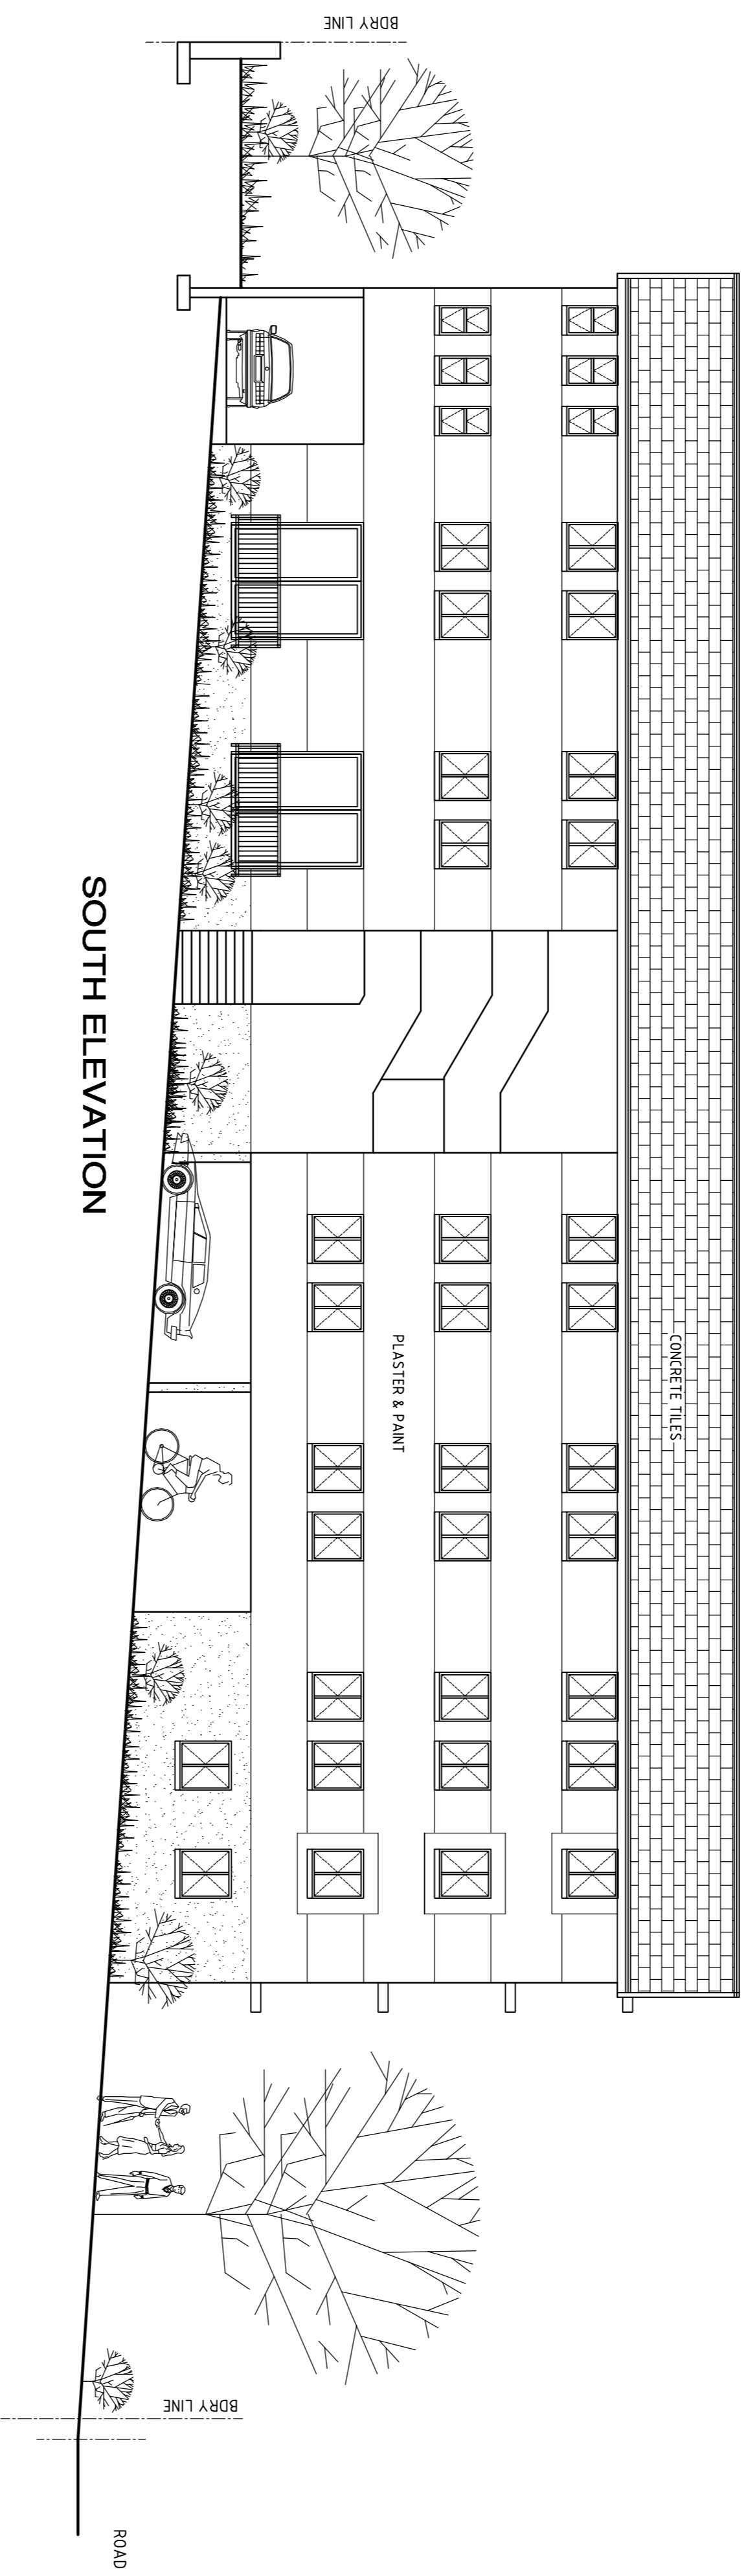 BDRY LINE
CONCRETE TILES
PLASTER & PAINT
SOUTH ELEVATION
BDRY LINE
ROAD